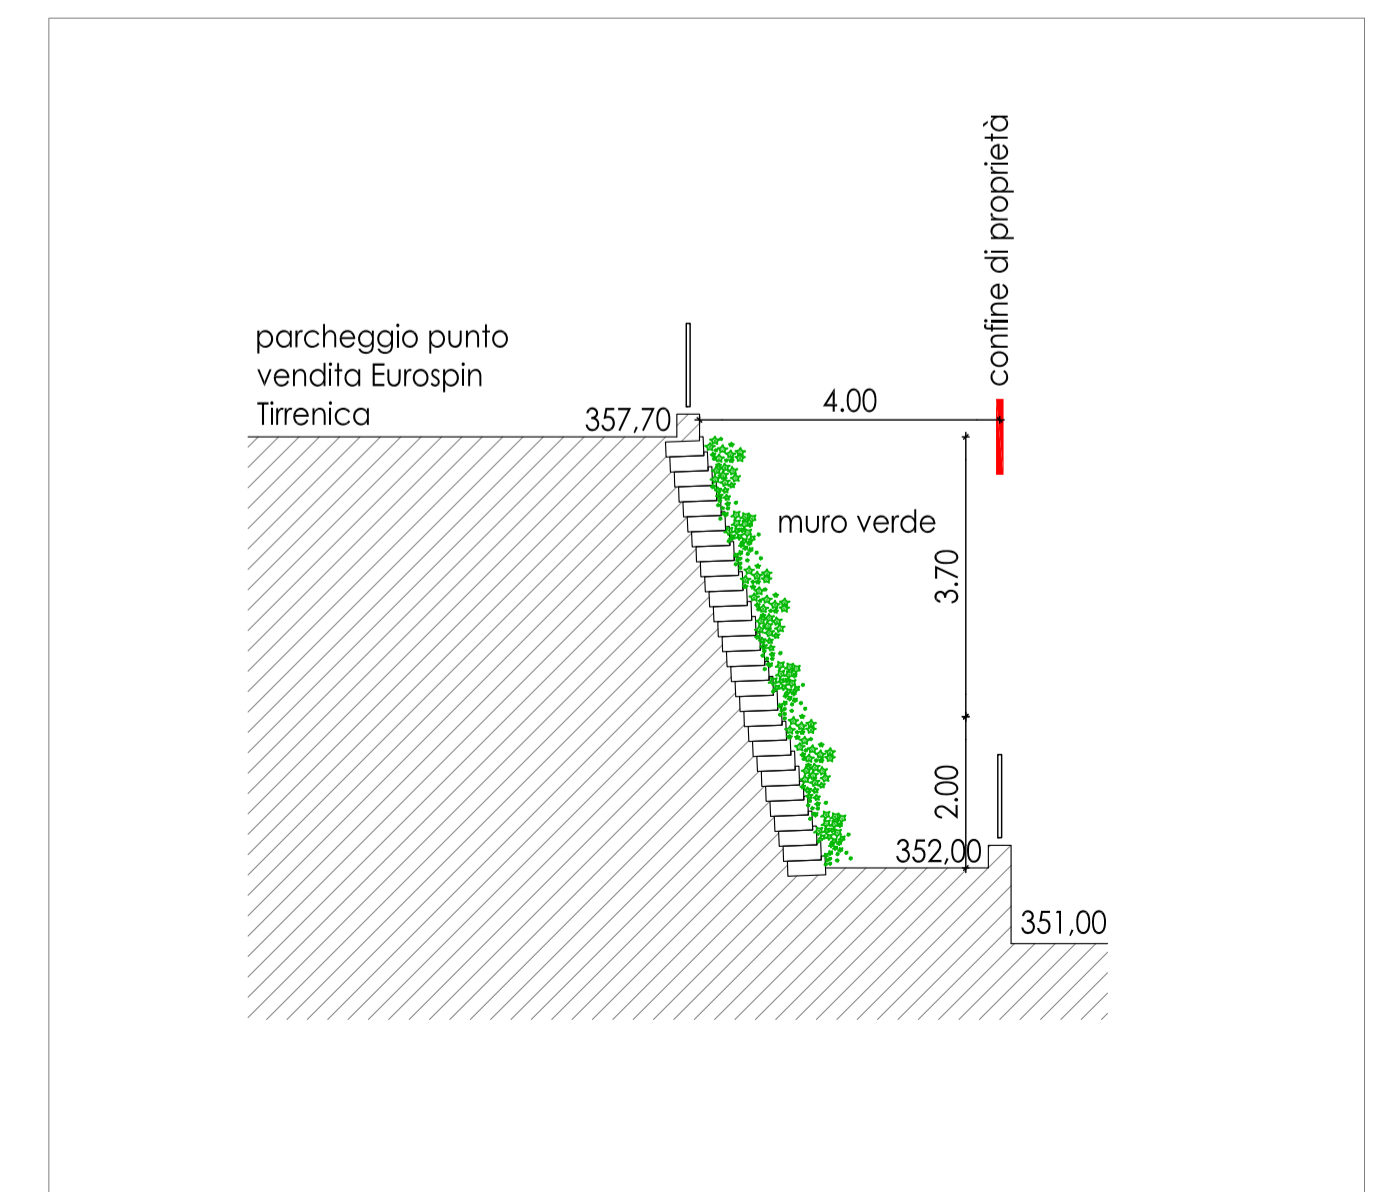 confine di proprietà
parcheggio punto
vendita Eurospin
Tirrenica
357,70
4.00
muro verde
3.70
2.00
352,00
351,00